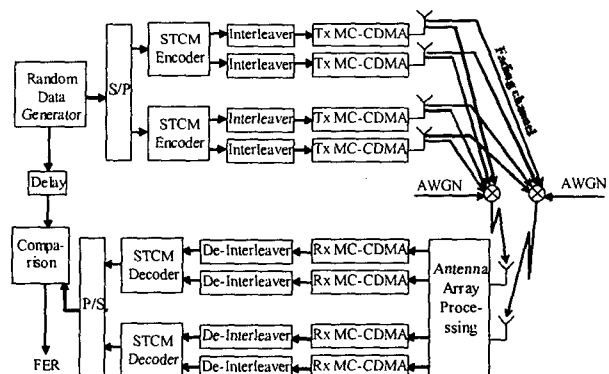 STCM
Encoder
Interleaver
Tx MC-CDMA
Interleaver
Tx MC-CDMA
Random
Data
Generator
S/P
Fading channel
STCM
Encoder
Interleaver
Tx MC-CDMA
Interleaver
Tx MC-CDMA
Delay
AWGN
AWGN
Compa-
rison
P/S
STCM
Decoder
De-Interleaver
Rx MC-CDMA
De-Interleaver
Rx MC-CDMA
Antenna
Array
Proce-
ssing
STCM
Decoder
De-Interleaver
Rx MC-CDMA
De-Interleaver
Rx MC-CDMA
FER